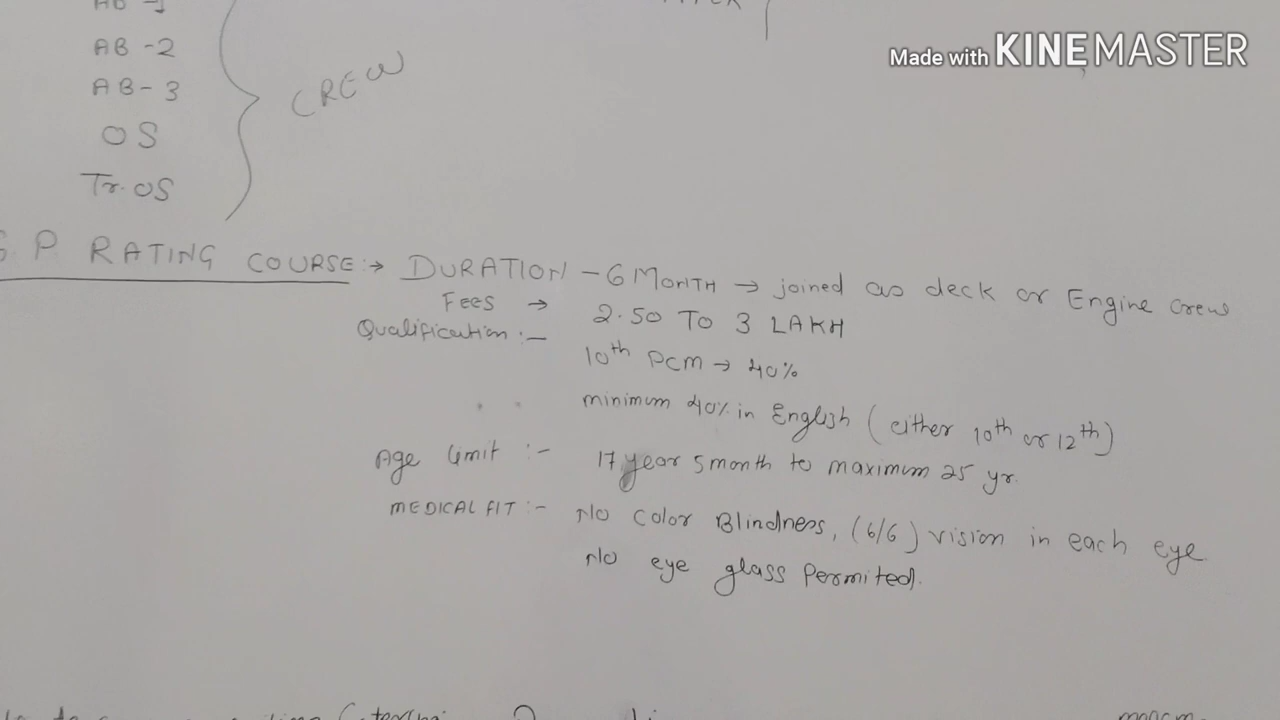 AB-1
AB-2
AB-3
OS
Tr. OS
CREW
Made with KINEMASTER
G P RATING COURSE :→ DURATION - 6 MONTH → joined as deck or Engine crew
Fees → 2.50 TO 3 LAKH
Qualification :-
10th PCM → 40%
minimum 40% in English (either 10th or 12th)
Age limit :- 17 year 5 month to maximum 25 yr.
MEDICAL FIT :- No color Blindness, (6/6) vision in each eye.
No eye glass Permited.